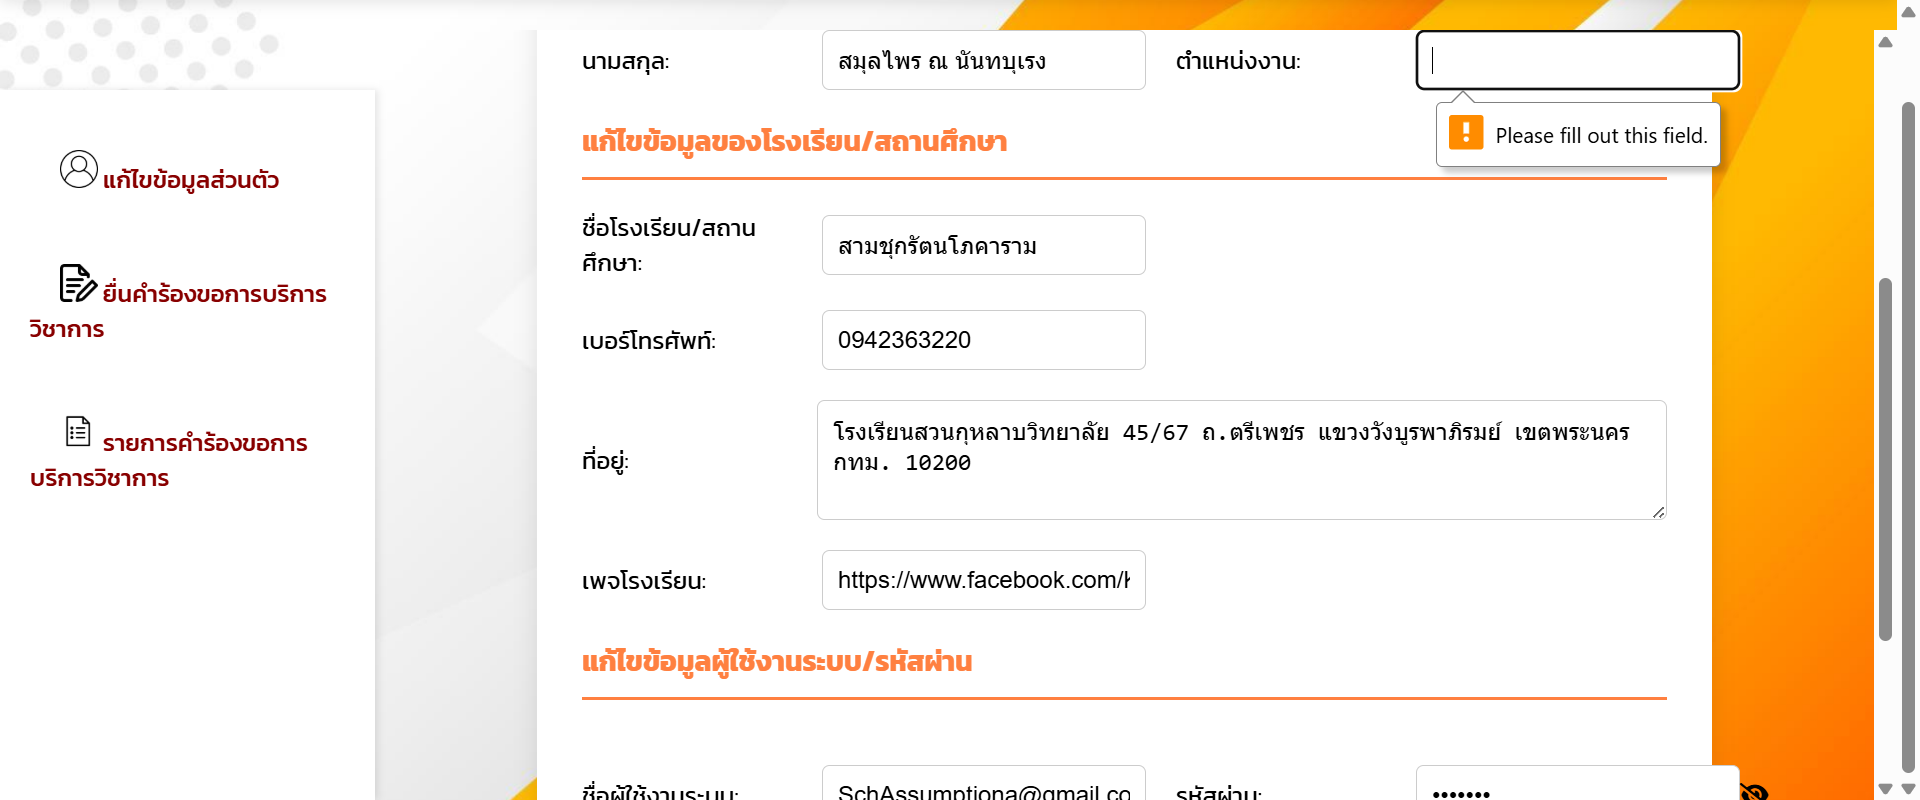 นามสกุล: สมุลไพร ณ นันทบุเรง ตำแหน่งงาน:
Please fill out this field.
แก้ไขข้อมูลส่วนตัว
ยื่นคำร้องขอการบริการ
วิชาการ
รายการคำร้องขอการ
บริการวิชาการ
แก้ไขข้อมูลของโรงเรียน/สถานศึกษา
ชื่อโรงเรียน/สถาน
ศึกษา:
สามชุกรัตนโภคาราม
เบอร์โทรศัพท์: 0942363220
ที่อยู่:
โรงเรียนสวนกุหลาบวิทยาลัย 45/67 ถ.ตรีเพชร แขวงวังบูรพาภิรมย์ เขตพระนคร
กทม. 10200
เพจโรงเรียน: https://www.facebook.com/
แก้ไขข้อมูลผู้ใช้งานระบบ/รหัสผ่าน
ชื่อผู้ใช้งานระบบ: SchAssumptiona@gmail.co รหัสผ่าน: •••••••